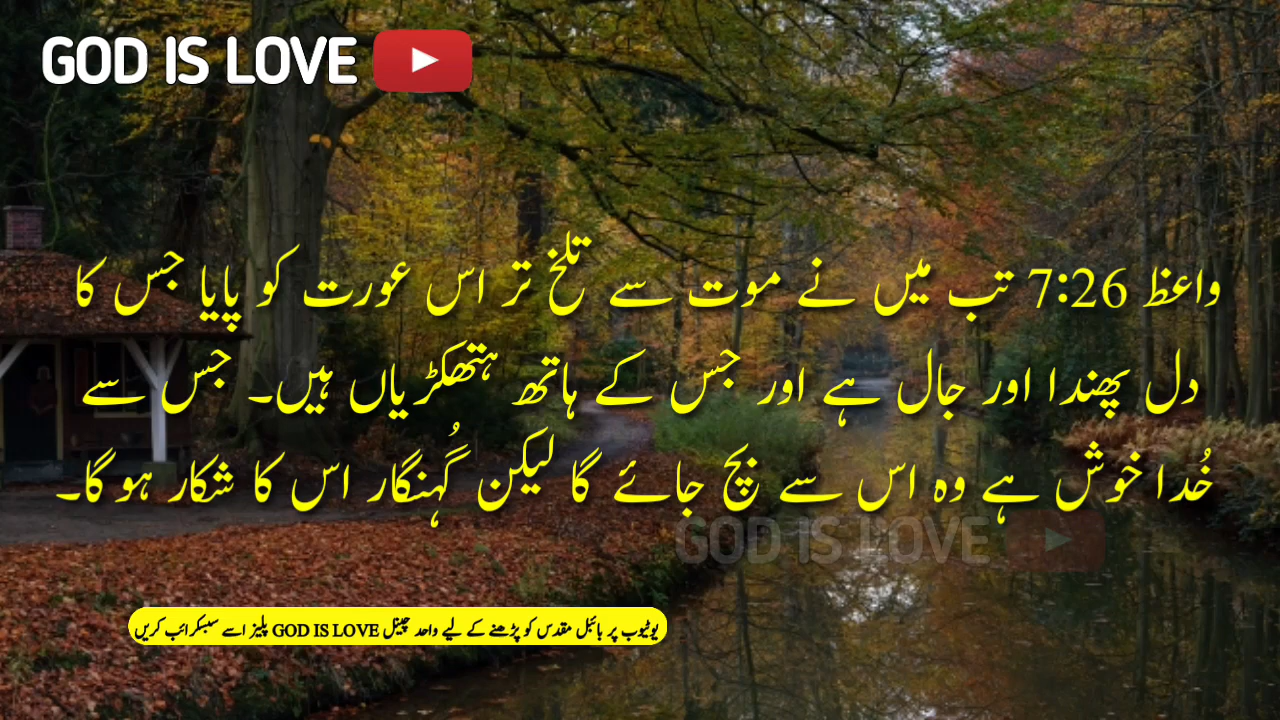 GOD IS LOVE
واعظ 7:26 تب میں نے موت سے تلخ تر اس عورت کو پایا جس کا
دل پھندا اور جال ہے اور جس کے ہاتھ ہتھکڑیاں ہیں۔ جس سے
خُدا خوش ہے وہ اس سے بچ جائے گا لیکن گُہنگار اس کا شکار ہو گا۔
GOD IS LOVE
یوٹیوب پر بائبل مقدس کو پڑھنے کے لیے واحد چینل GOD IS LOVE پلیز اسے سبسکرائب کریں